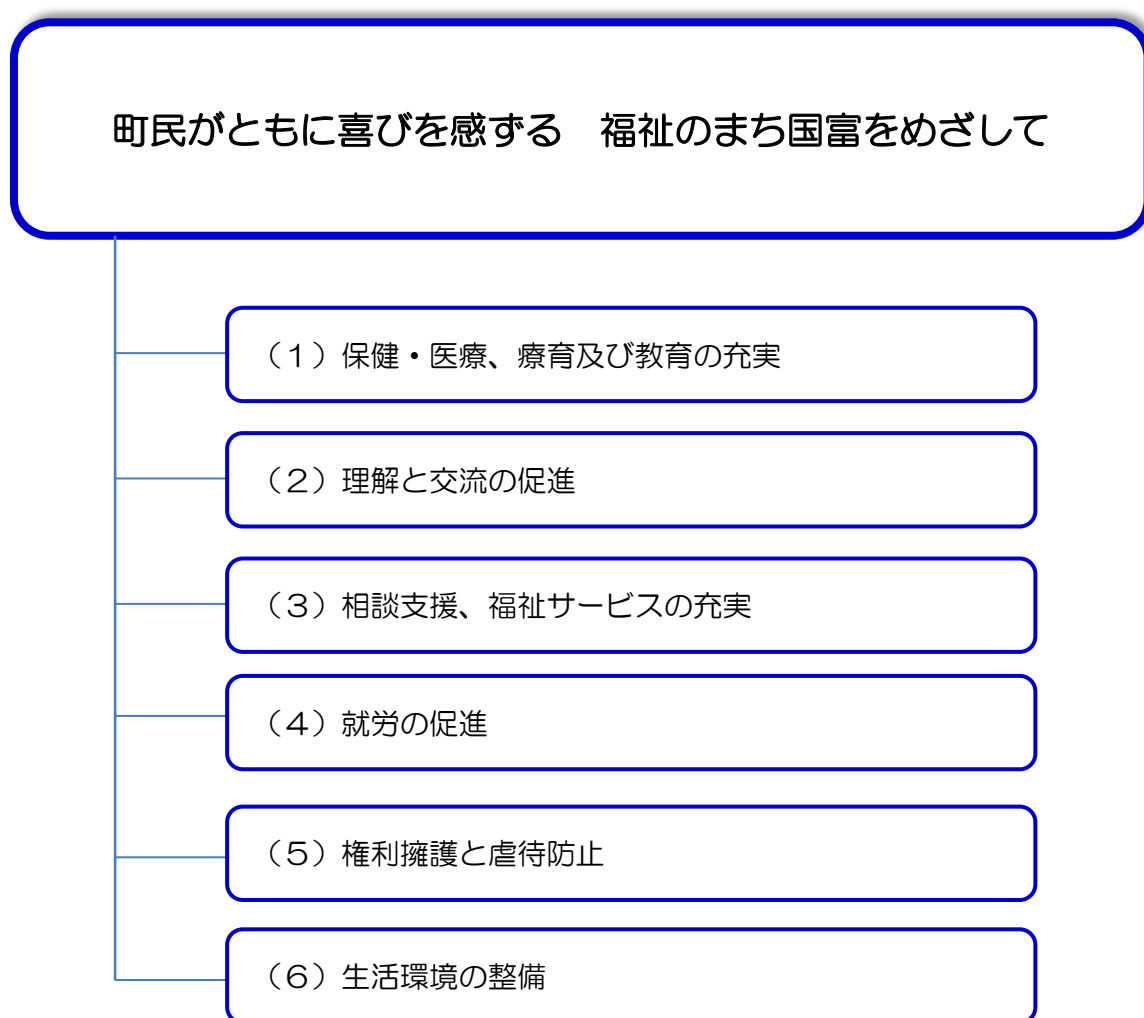 町民がともに喜びを感ずる　福祉のまち国富をめざして
（１）保健・医療、療育及び教育の充実
（２）理解と交流の促進
（３）相談支援、福祉サービスの充実
（４）就労の促進
（５）権利擁護と虐待防止
（６）生活環境の整備